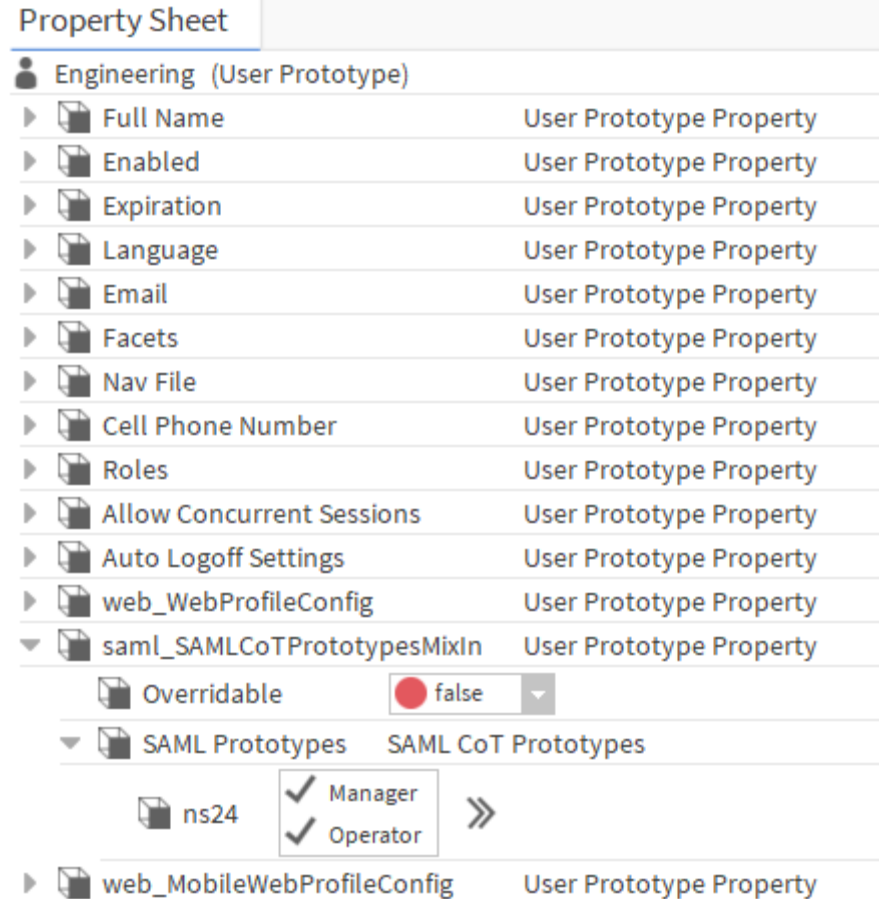 Property Sheet
Engineering (User Prototype)
Full Name User Prototype Property
Enabled User Prototype Property
Expiration User Prototype Property
Language User Prototype Property
Email User Prototype Property
Facets User Prototype Property
Nav File User Prototype Property
Cell Phone Number User Prototype Property
Roles User Prototype Property
Allow Concurrent Sessions User Prototype Property
Auto Logoff Settings User Prototype Property
web_WebProfileConfig User Prototype Property
saml_SAMLCoTPrototypesMixIn User Prototype Property
Overridable false
SAML Prototypes SAML CoT Prototypes
ns24 Manager
Operator
web_MobileWebProfileConfig User Prototype Property